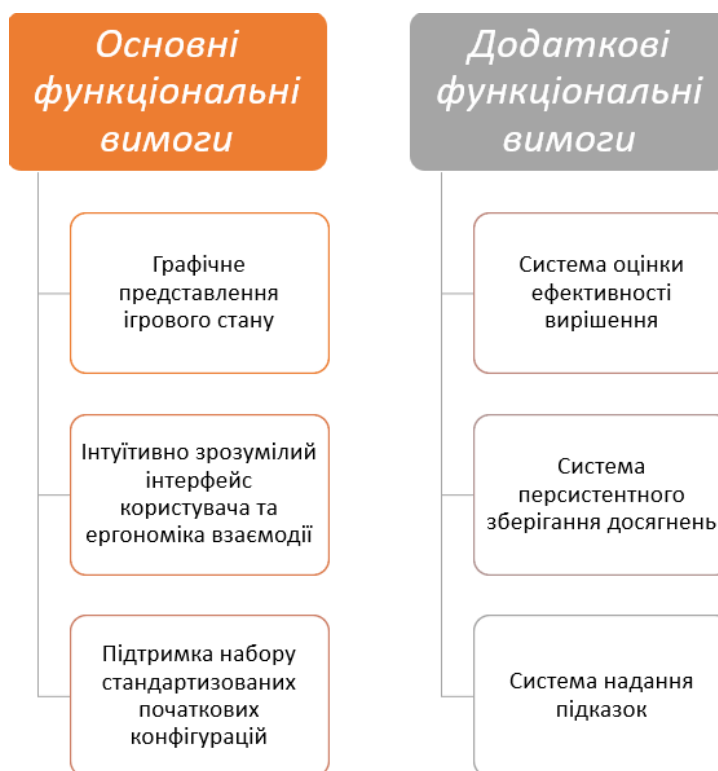 Основні
функціональні
вимоги
Графічне
представлення
ігрового стану
Інтуїтивно зрозумілий
інтерфейс
користувача та
ергономіка взаємодії
Підтримка набору
стандартизованих
початкових
конфігурацій
Додаткові
функціональні
вимоги
Система оцінки
ефективності
вирішення
Система
персистентного
зберігання досягнень
Система надання
підказок